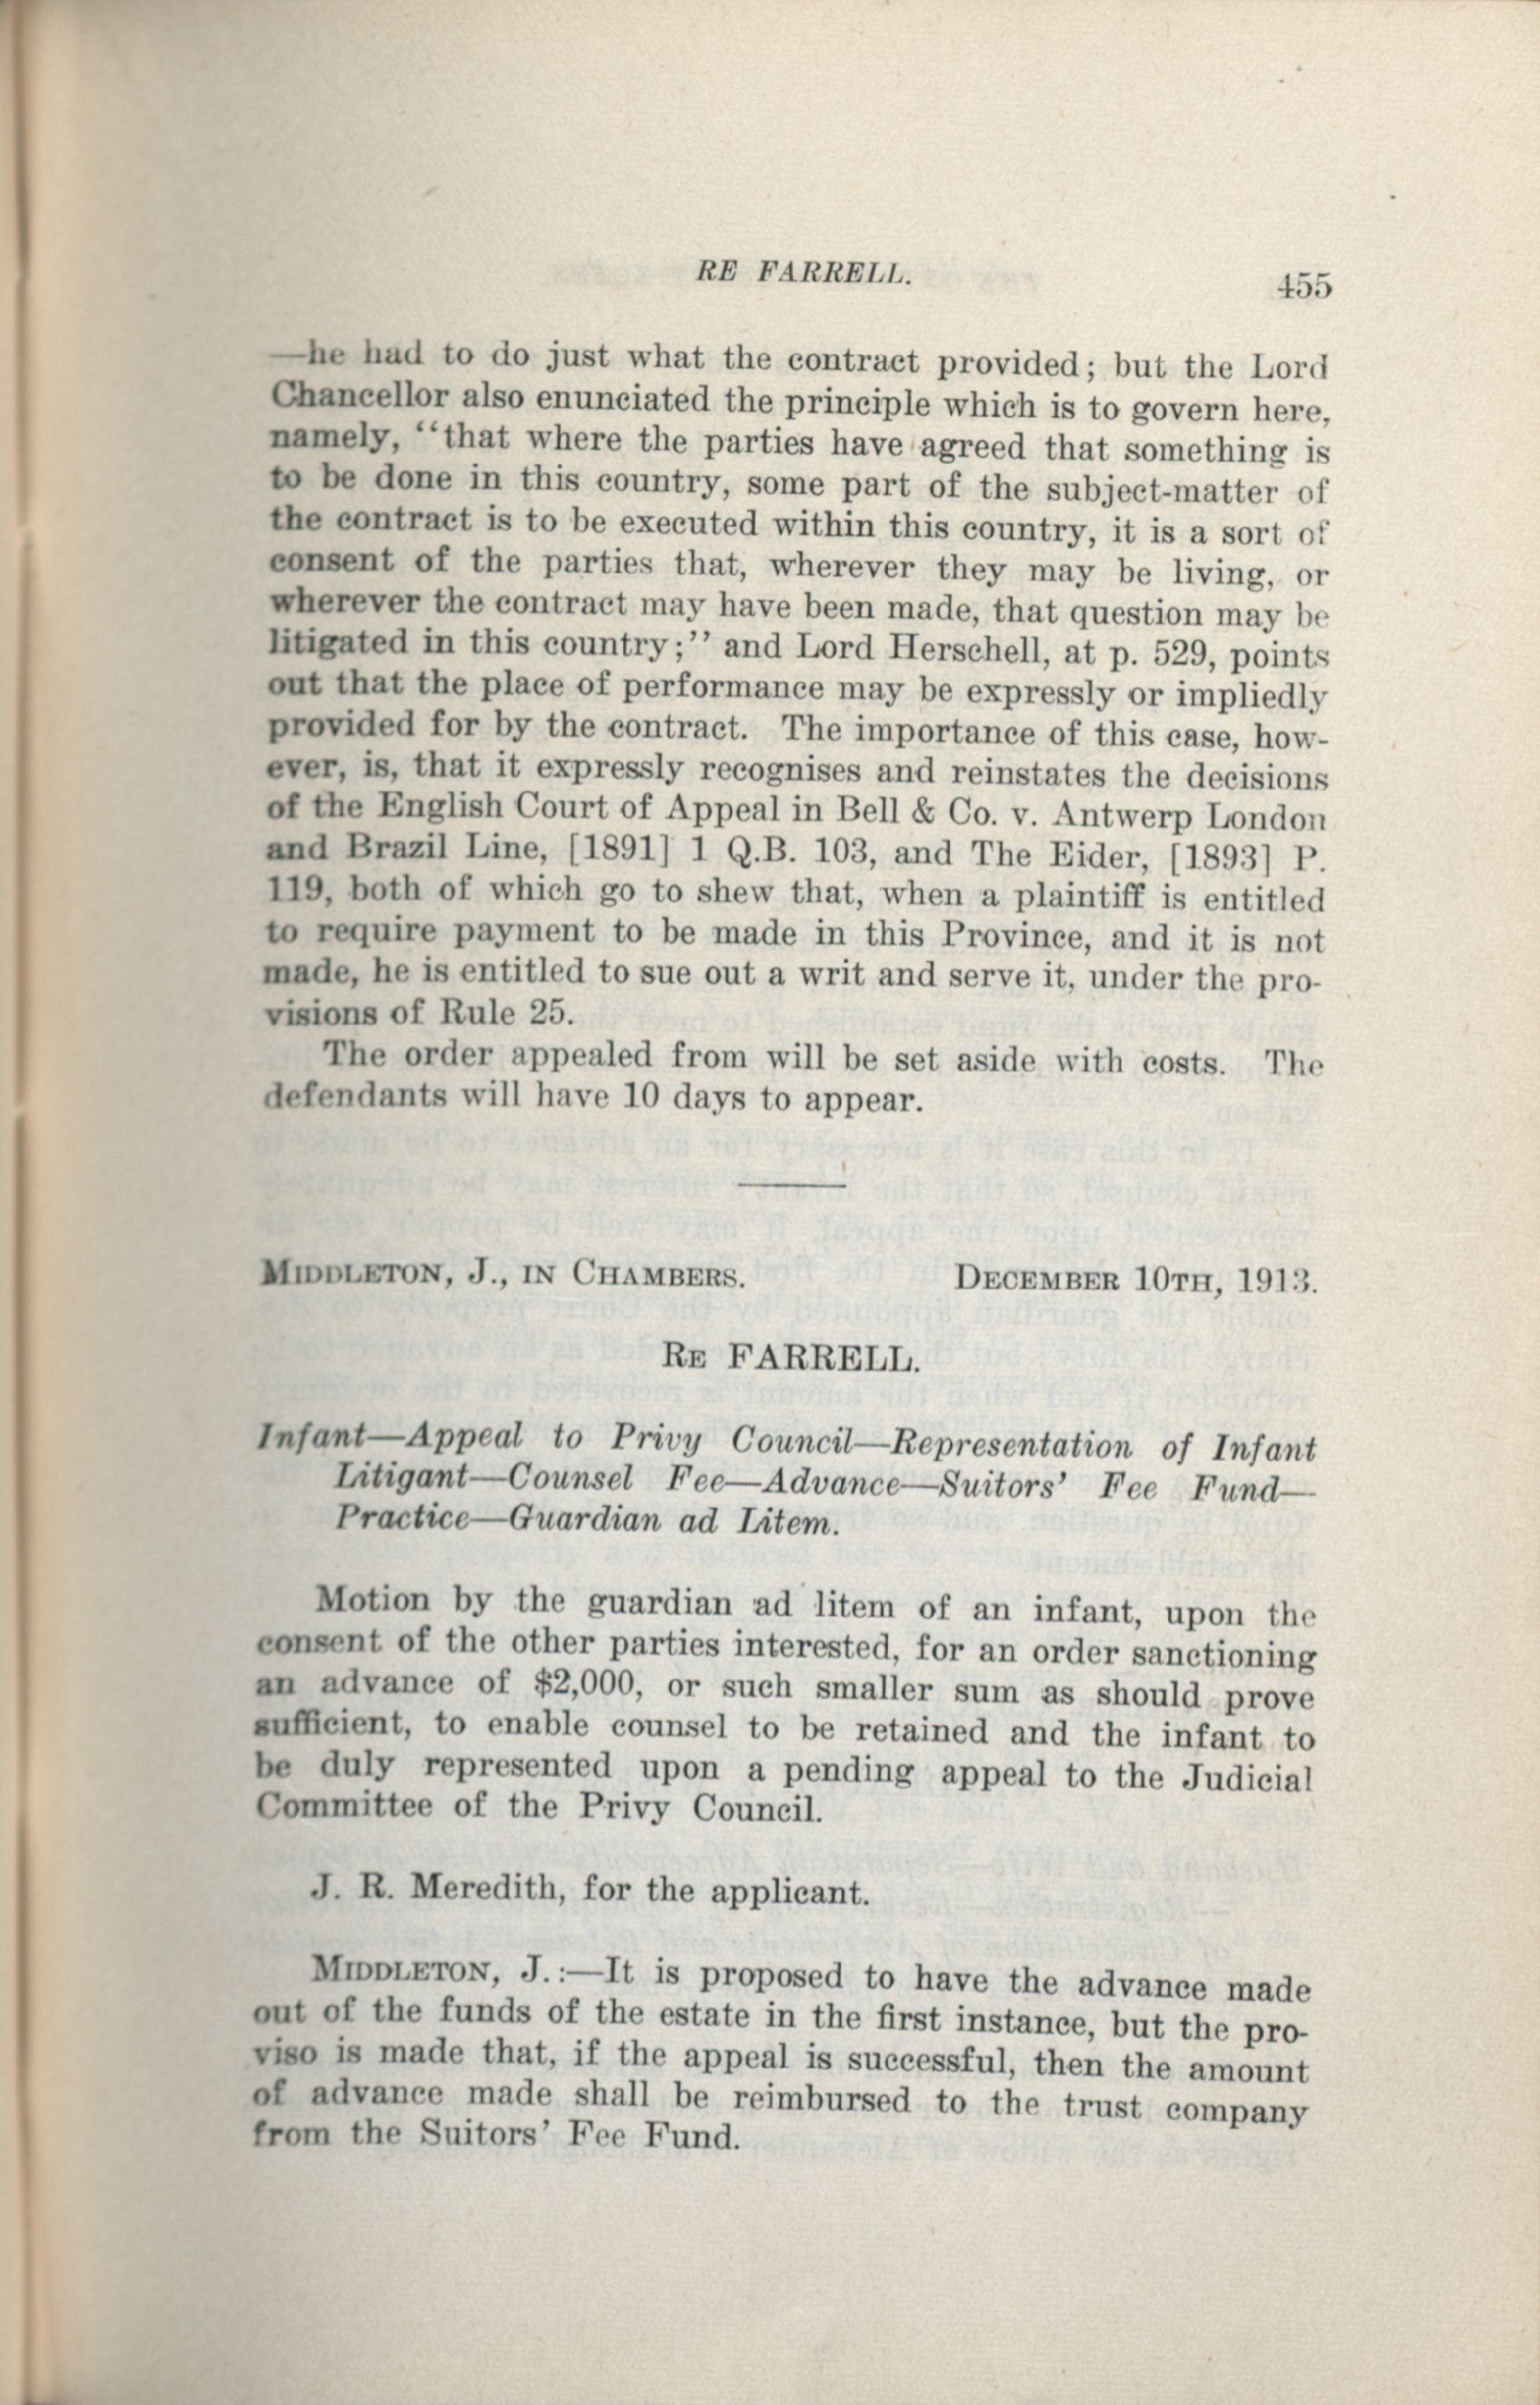 RE FARRELL.
455
—he had to do just what the contract provided; but the Lord
Chancellor also enunciated the principle which is to govern here,
namely, ‘‘that where the parties have agreed that something is
to be done in this country, some part of the subject-matter of
the contract is to be executed within this country, it is a sort of
consent of the parties that, wherever they may be living, or
wherever the contract may have been made, that question may be
litigated in this country;’’ and Lord Herschell, at p. 529, points
out that the place of performance may be expressly or impliedly
provided for by the contract. The importance of this case, how-
ever, is, that it expressly recognises and reinstates the decisions
of the English Court of Appeal in Bell & Co. v. Antwerp London
and Brazil Line, [1891] 1 Q.B. 103, and The Eider, [1893] P.
119, both of which go to shew that, when a plaintiff is entitled
to require payment to be made in this Province, and it is not
made, he is entitled to sue out a writ and serve it, under the pro-
visions of Rule 25.
The order appealed from will be set aside with costs. The
defendants will have 10 days to appear.
MIDDLETON, J., IN CHAMBERS.
DECEMBER 10TH, 1913.
RE FARRELL.
Infant—Appeal to Privy Council—Representation of Infant
Litigant—Counsel Fee—Advance—Suitors’ Fee Fund—
Practice—Guardian ad Litem.
Motion by the guardian ad litem of an infant, upon the
consent of the other parties interested, for an order sanctioning
an advance of $2,000, or such smaller sum as should prove
sufficient, to enable counsel to be retained and the infant to
be duly represented upon a pending appeal to the Judicial
Committee of the Privy Council.
J. R. Meredith, for the applicant.
MIDDLETON, J.:—It is proposed to have the advance made
out of the funds of the estate in the first instance, but the pro-
viso is made that, if the appeal is successful, then the amount
of advance made shall be reimbursed to the trust company
from the Suitors’ Fee Fund.